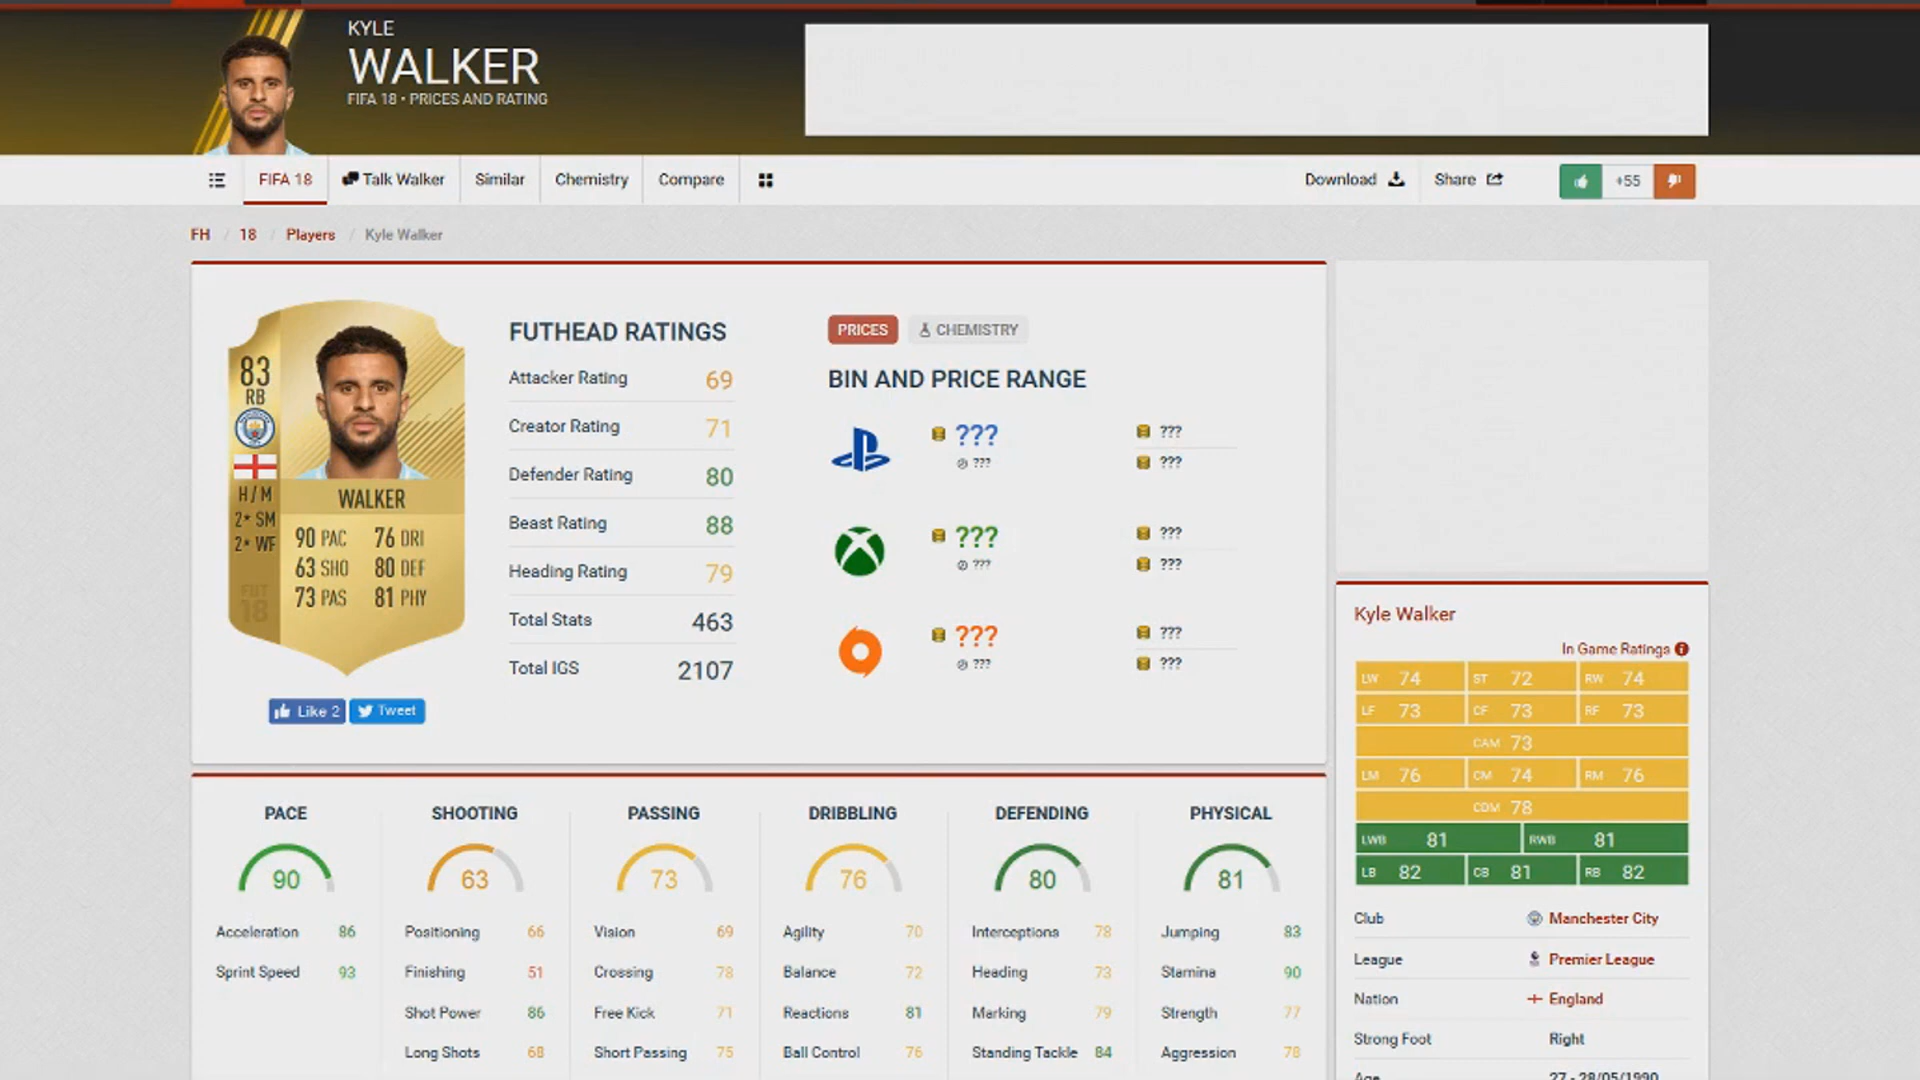 KYLE
WALKER
FIFA 18 • PRICES AND RATING
FIFA 18
Talk Walker
Similar
Chemistry
Compare
Download
Share
+55
FH / 18 / Players / Kyle Walker
83
RB
H / M
2* SM
2* WF
FUT
18
WALKER
90 PAC 76 DRI
63 SHO 80 DEF
73 PAS 81 PHY
Like 2
Tweet
FUTHEAD RATINGS
Attacker Rating 69
Creator Rating 71
Defender Rating 80
Beast Rating 88
Heading Rating 79
Total Stats 463
Total IGS 2107
PRICES
CHEMISTRY
BIN AND PRICE RANGE
??? ???
??? ???
??? ???
??? ???
??? ???
??? ???
Kyle Walker
In Game Ratings
LW 74 ST 72 RW 74
LF 73 CF 73 RF 73
CAM 73
LM 76 CM 74 RM 76
CDM 78
LWB 81 RWB 81
LB 82 CB 81 RB 82
Club Manchester City
League Premier League
Nation England
Strong Foot Right
Age 27 - 28/05/1990
PACE
90
Acceleration 86
Sprint Speed 93
SHOOTING
63
Positioning 66
Finishing 51
Shot Power 86
Long Shots 68
PASSING
73
Vision 69
Crossing 78
Free Kick 71
Short Passing 75
DRIBBLING
76
Agility 70
Balance 72
Reactions 81
Ball Control 76
DEFENDING
80
Interceptions 78
Heading 73
Marking 79
Standing Tackle 84
PHYSICAL
81
Jumping 83
Stamina 90
Strength 77
Aggression 78